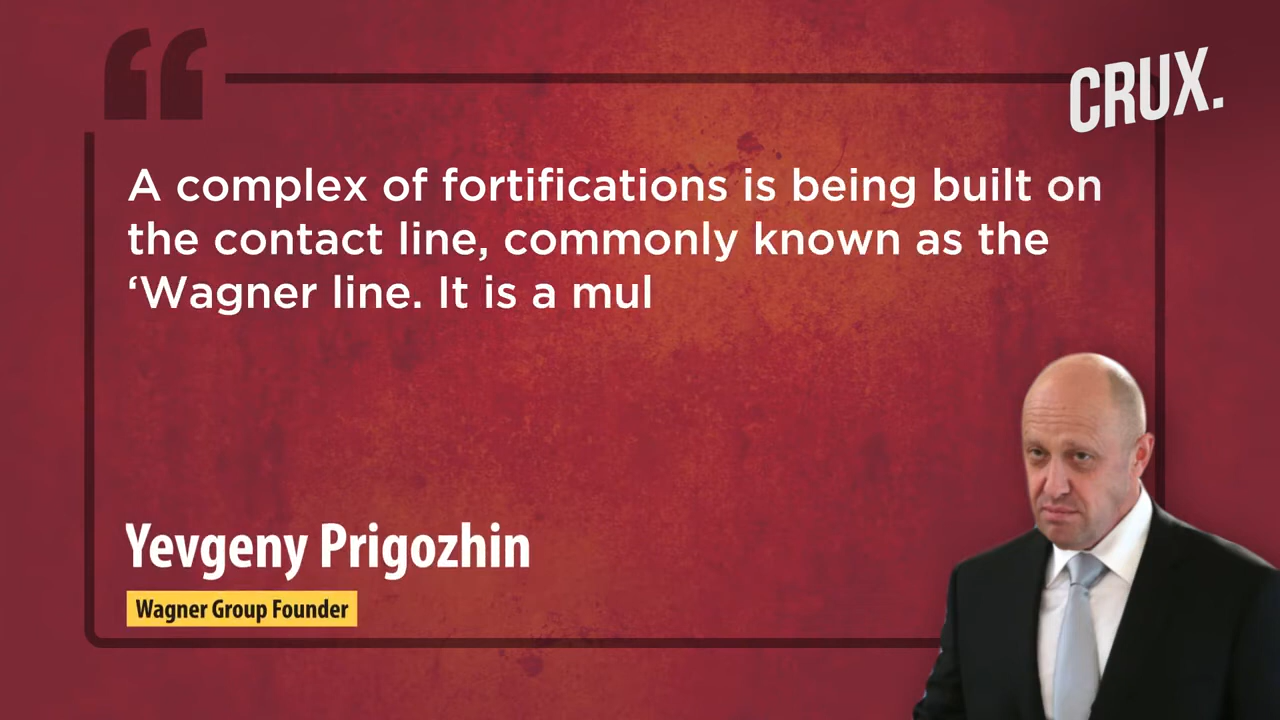 CRUX.
A complex of fortifications is being built on
the contact line, commonly known as the
‘Wagner line. It is a mul
Yevgeny Prigozhin
Wagner Group Founder